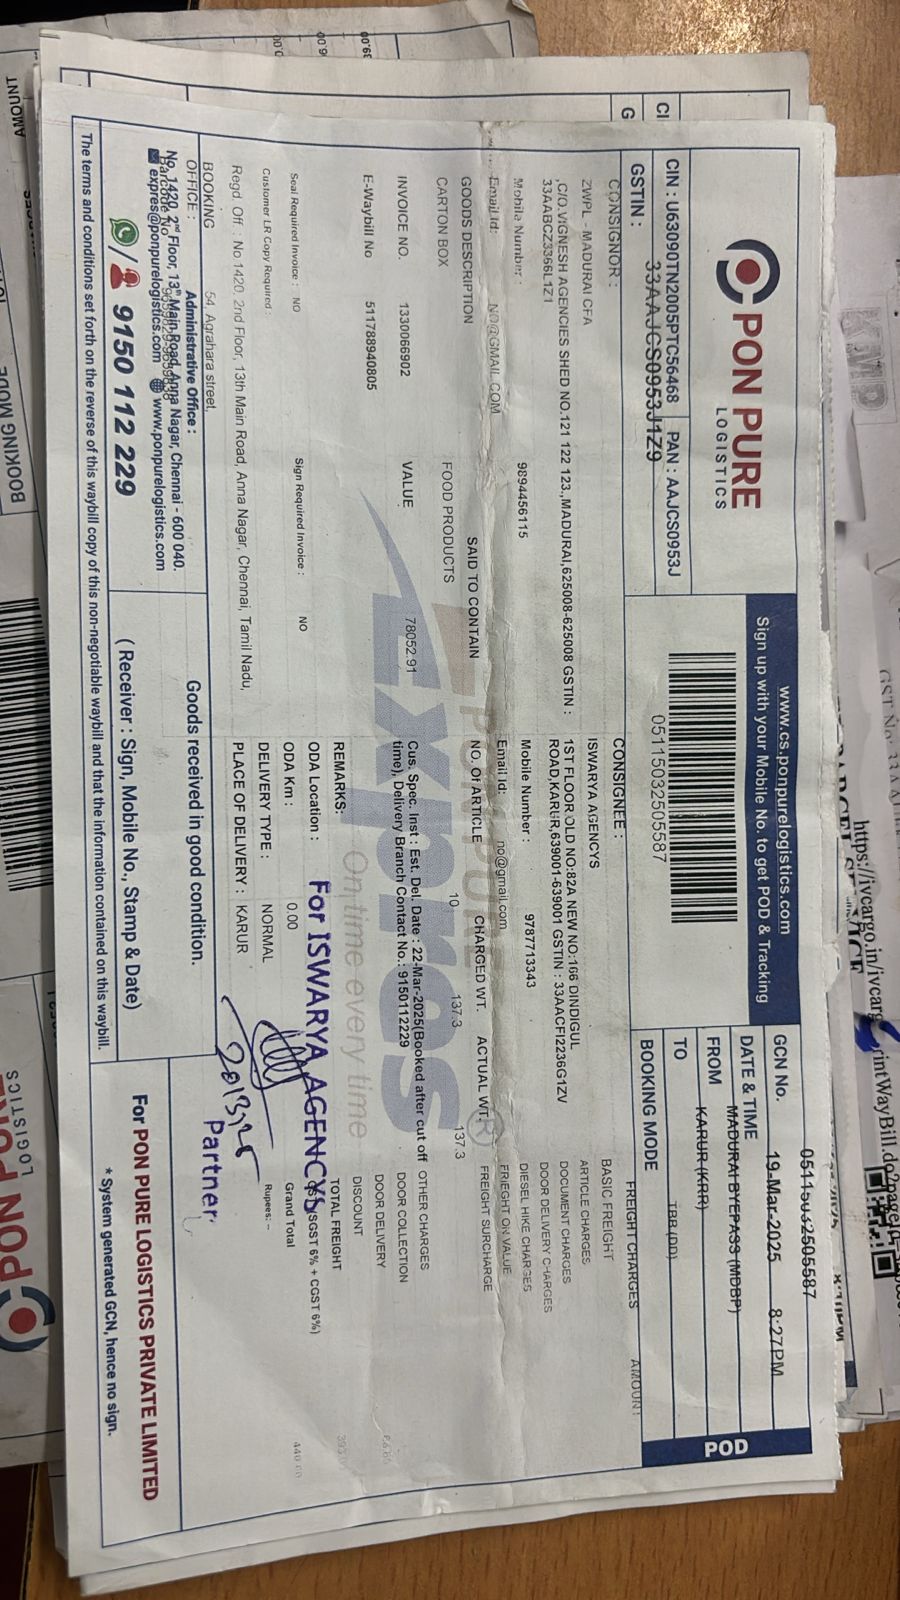 PON PURE
LOGISTICS
CIN : U63090TN2005PTC56468 PAN : AAJCS0953J
GSTIN : 33AAJCS0953J1Z9
www.cs.ponpurelogistics.com
Sign up with your Mobile No. to get POD & Tracking
05115032505587
GCN No. 05115032505587
DATE & TIME 19-Mar-2025 8:27PM
FROM MADURAI BYEPASS (MDBP)
TO KARUR (KRR)
BOOKING MODE TBB (DD)
POD
CONSIGNOR :
ZWPL - MADURAI CFA
,C/O.VIGNESH AGENCIES SHED NO.121 122 123.,MADURAI,625008-625008 GSTIN :
33AABCZ3366L1Z1
Mobile Number : 9894456115
Email Id: NO@GMAIL.COM
CONSIGNEE :
ISWARYA AGENCYS
1ST FLOOR OLD NO:82A NEW NO:166 DINDIGUL
ROAD,KARUR,639001-639001 GSTIN : 33AACFI2236G1ZV
Mobile Number : 9787713343
Email Id: no@gmail.com
GOODS DESCRIPTION SAID TO CONTAIN NO. Of ARTICLE CHARGED WT. ACTUAL WT.
CARTON BOX FOOD PRODUCTS 10 137.3 137.3
INVOICE NO. 1330066902 VALUE 78052.91
Cus. Spec. Inst : Est. Del. Date : 22-Mar-2025(Booked after cut off
time), Delivery Branch Contact No.: 9150112229
E-Waybill No 511788940805
PON PURE
Expres
On time every time
R
FREIGHT CHARGES AMOUNT
BASIC FREIGHT
ARTICLE CHARGES
DOCUMENT CHARGES
DOOR DELIVERY CHARGES
DIESEL HIKE CHARGES
FRIEGHT ON VALUE
FREIGHT SURCHARGE
OTHER CHARGES
DOOR COLLECTION
DOOR DELIVERY
DISCOUNT
TOTAL FREIGHT
(SGST 6% + CGST 6%)
Grand Total 440.00
Rupees: --
REMARKS:
ODA Location :
ODA Km : 0.00
DELIVERY TYPE : NORMAL
PLACE OF DELIVERY : KARUR
For ISWARYA AGENCYS
Partner
Seal Required Invoice : NO Sign Required Invoice : NO
Customer LR Copy Required :
Regd. Off : No 1420, 2nd Floor, 13th Main Road, Anna Nagar, Chennai, Tamil Nadu,
BOOKING 54, Agrahara street,
OFFICE :
Administrative Office :
No. 1420, 2nd Floor, 13th Main Road, Anna Nagar, Chennai - 600 040.
Barcode No
expres@ponpurelogistics.com www.ponpurelogistics.com
/ 9150 112 229
Goods received in good condition.
( Receiver : Sign, Mobile No., Stamp & Date)
For PON PURE LOGISTICS PRIVATE LIMITED
* System generated GCN, hence no sign.
The terms and conditions set forth on the reverse of this waybill copy of this non-negotiable waybill and that the information contained on this waybill.
AMOUNT
BOOKING MODE
PON PURE
LOGISTICS